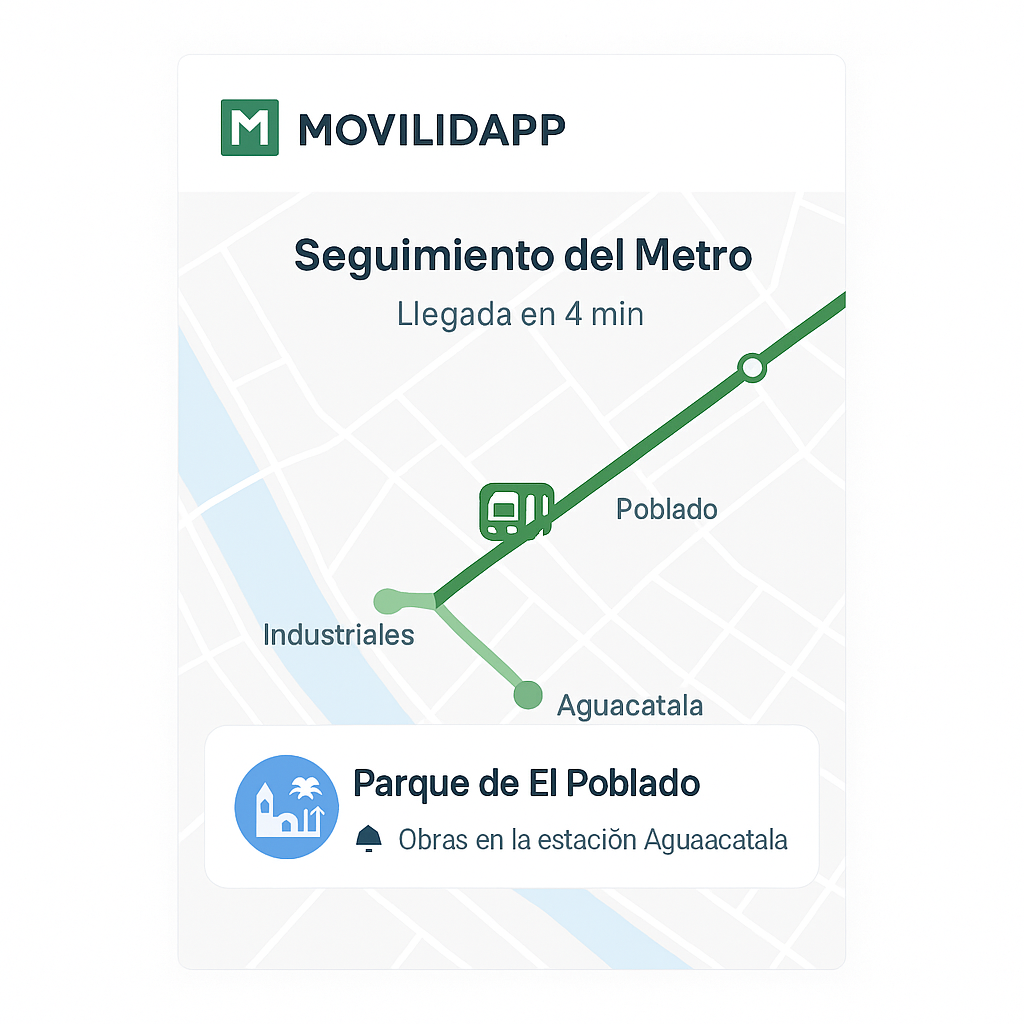 M MOVILIDAPP
Seguimiento del Metro
Llegada en 4 min
Poblado
Industriales
Aguacatala
Parque de El Poblado
Obras en la estación Aguaacatala